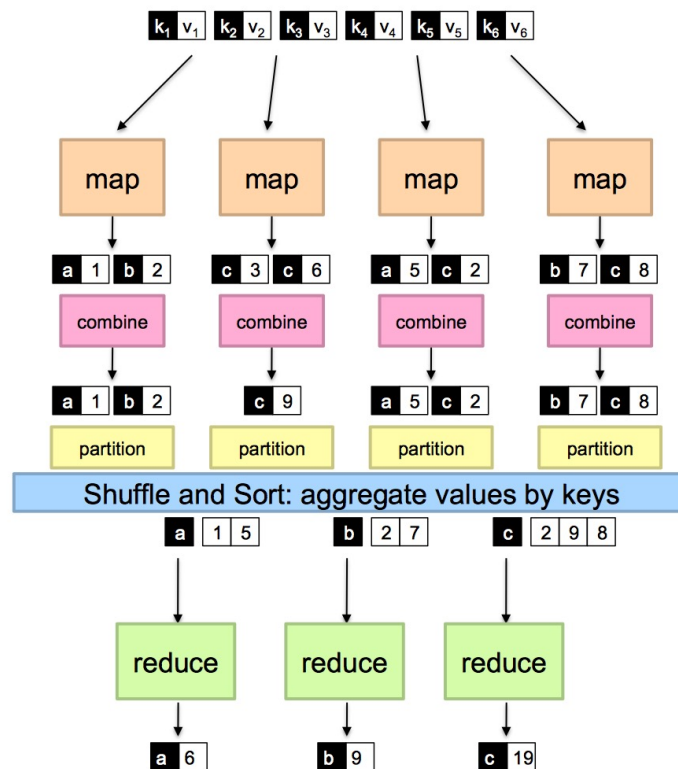 k₁ v₁ k₂ v₂ k₃ v₃ k₄ v₄ k₅ v₅ k₆ v₆
map map map map
a 1 b 2 c 3 c 6 a 5 c 2 b 7 c 8
combine combine combine combine
a 1 b 2 c 9 a 5 c 2 b 7 c 8
partition partition partition partition
Shuffle and Sort: aggregate values by keys
a 1 5 b 2 7 c 2 9 8
reduce reduce reduce
a 6 b 9 c 19